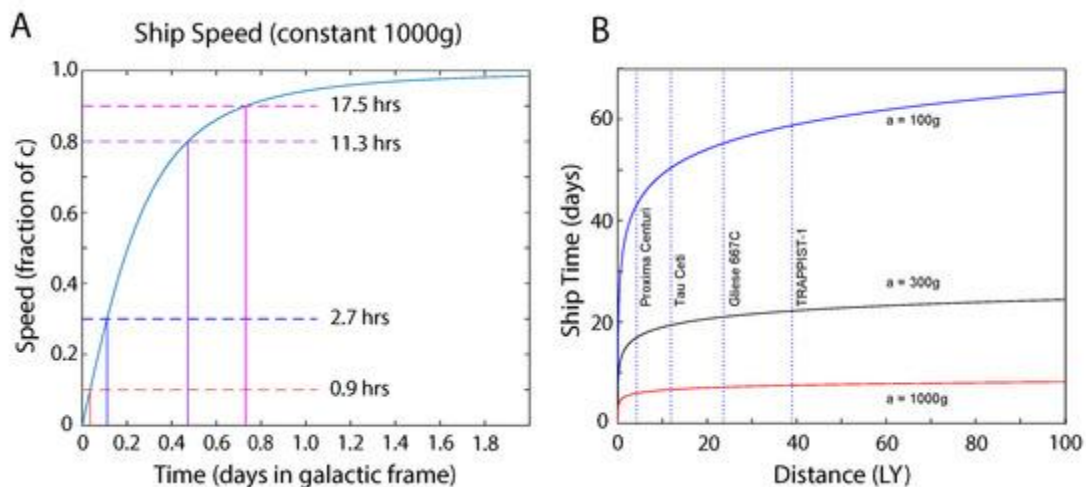 A
Ship Speed (constant 1000g)
Speed (fraction of c)
1.0
0.8
0.6
0.4
0.2
0
17.5 hrs
11.3 hrs
2.7 hrs
0.9 hrs
0 0.2 0.4 0.6 0.8 1.0 1.2 1.4 1.6 1.8
Time (days in galactic frame)
B
Ship Time (days)
60
40
20
0
a = 100g
Proxima Centuri
Tau Ceti
Gliese 667C
TRAPPIST-1
a = 300g
a = 1000g
0 20 40 60 80 100
Distance (LY)